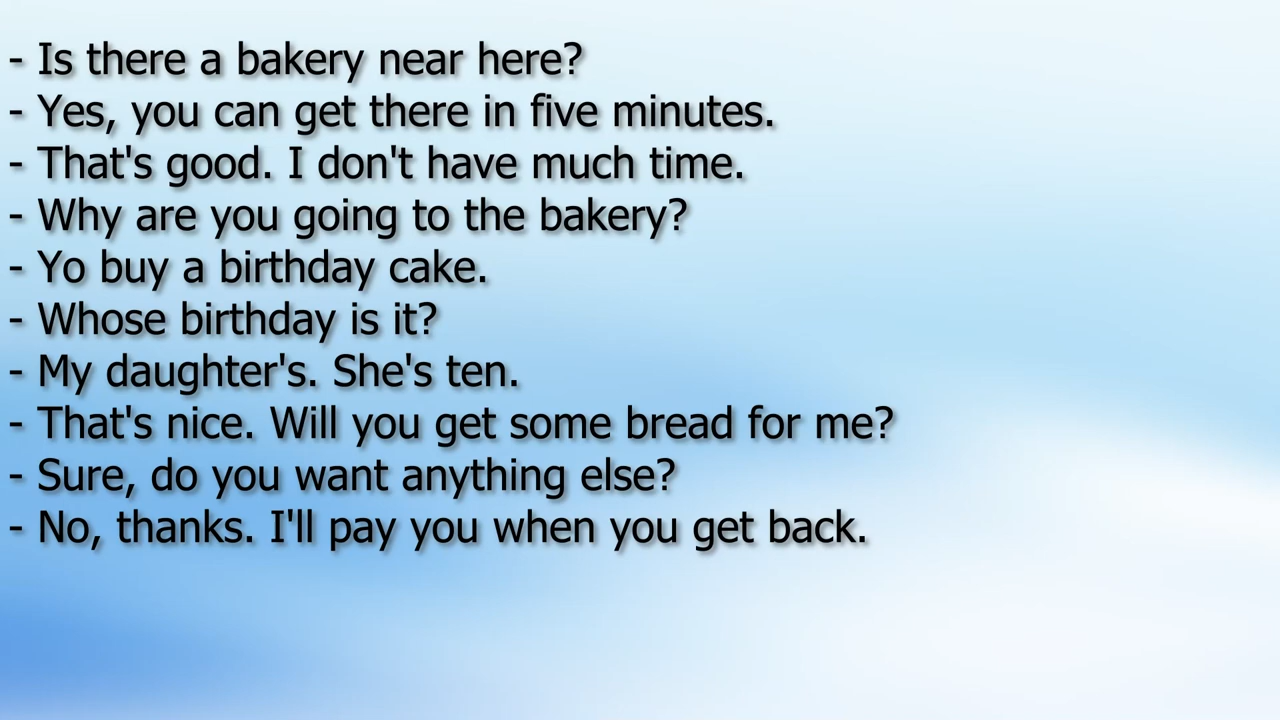 - Is there a bakery near here?
- Yes, you can get there in five minutes.
- That's good. I don't have much time.
- Why are you going to the bakery?
- Yo buy a birthday cake.
- Whose birthday is it?
- My daughter's. She's ten.
- That's nice. Will you get some bread for me?
- Sure, do you want anything else?
- No, thanks. I'll pay you when you get back.